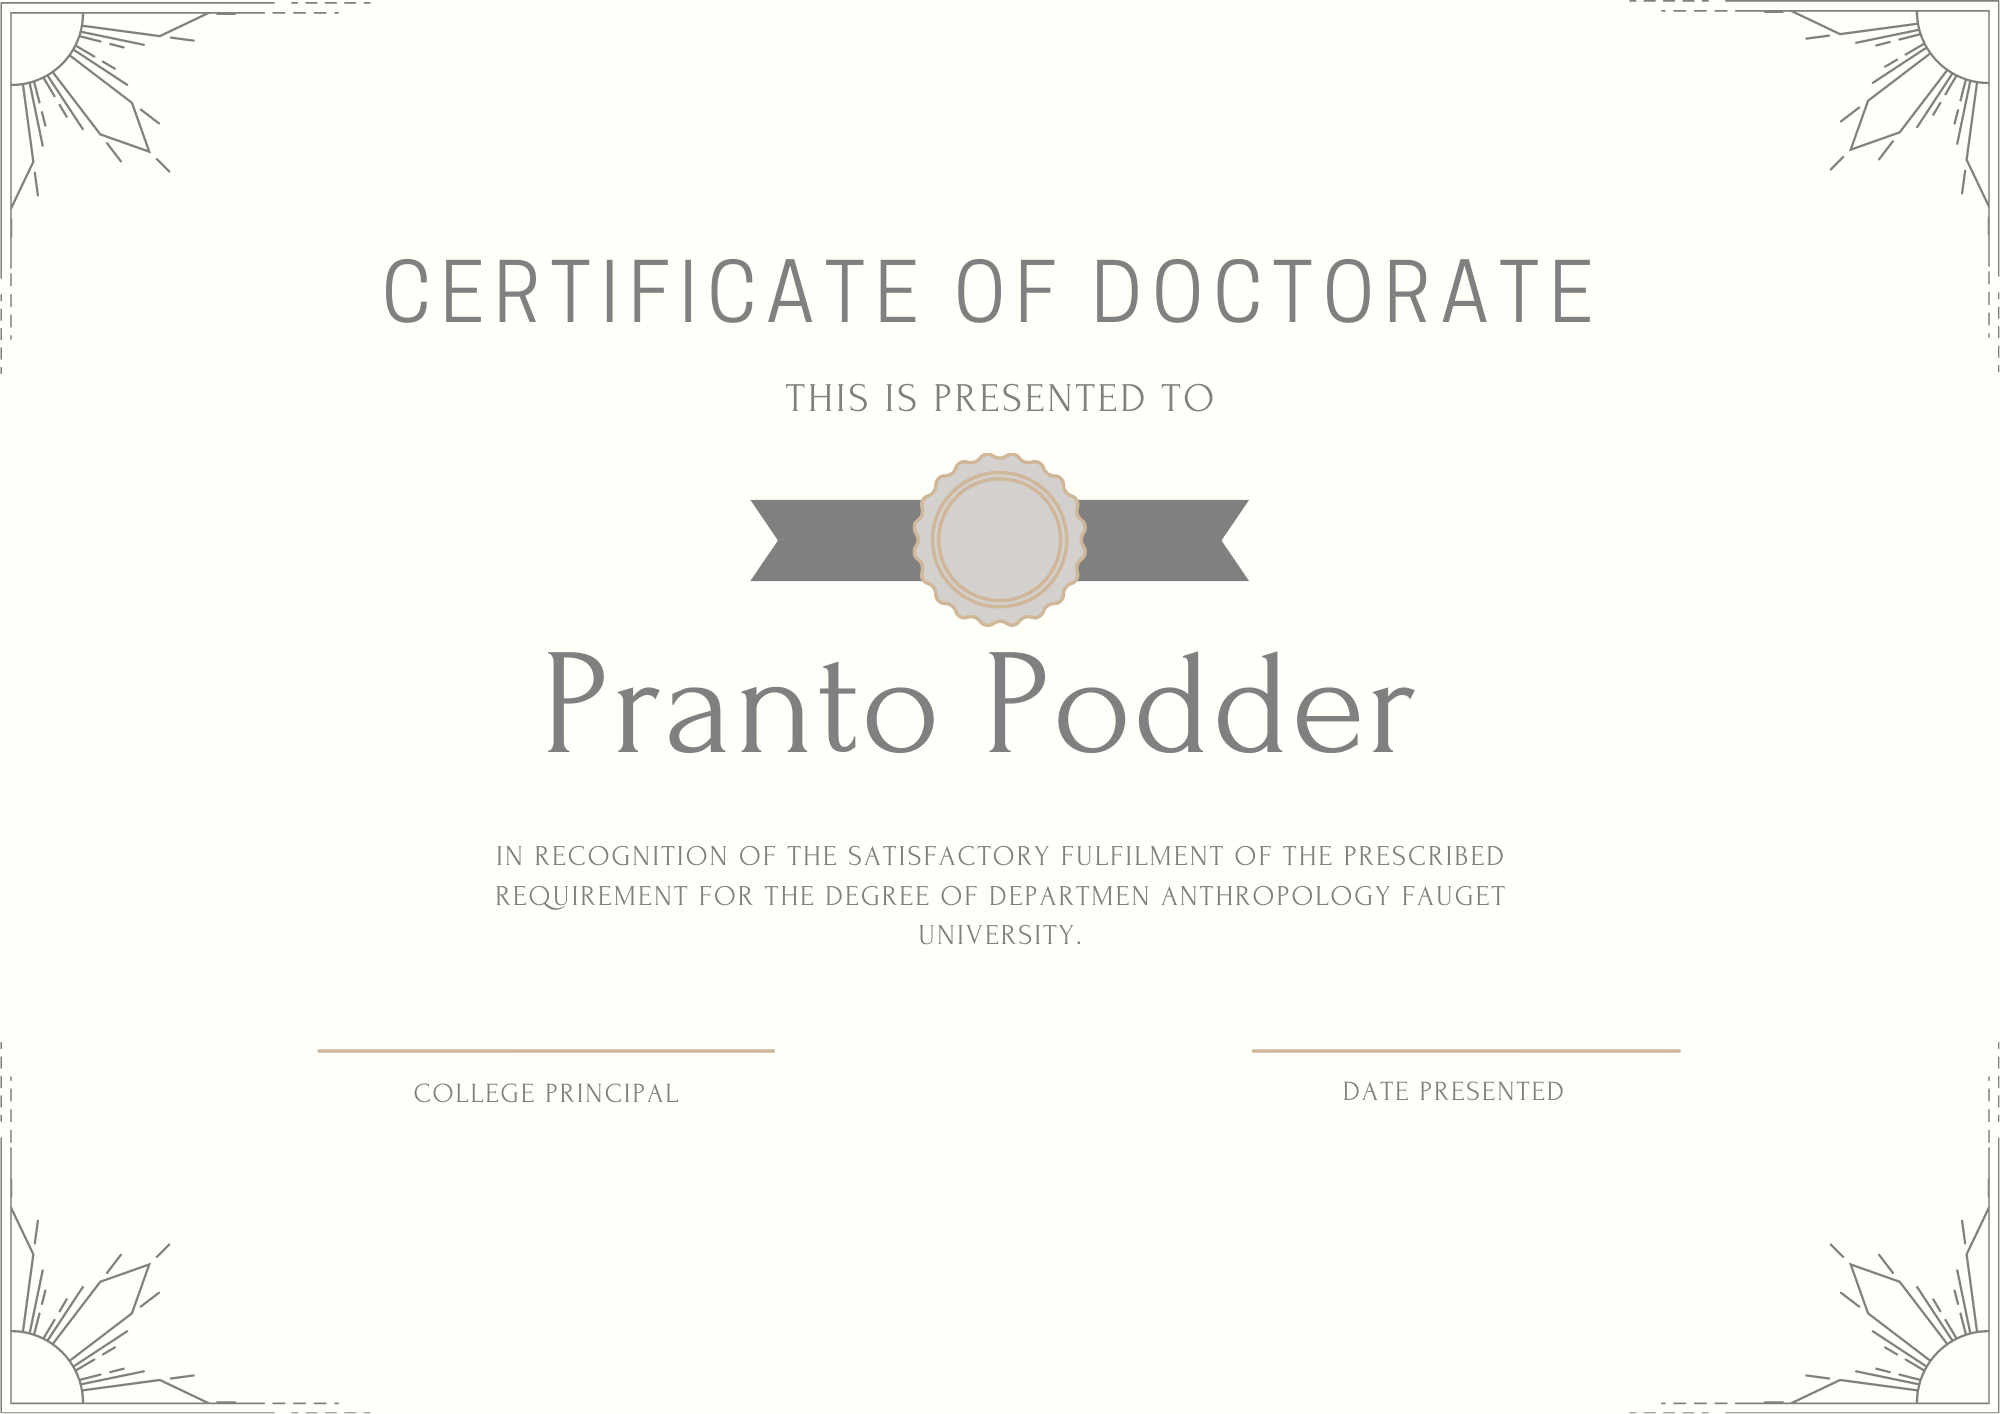 CERTIFICATE OF DOCTORATE
THIS IS PRESENTED TO
Pranto Podder
IN RECOGNITION OF THE SATISFACTORY FULFILMENT OF THE PRESCRIBED
REQUIREMENT FOR THE DEGREE OF DEPARTMEN ANTHROPOLOGY FAUGET
UNIVERSITY.
COLLEGE PRINCIPAL
DATE PRESENTED